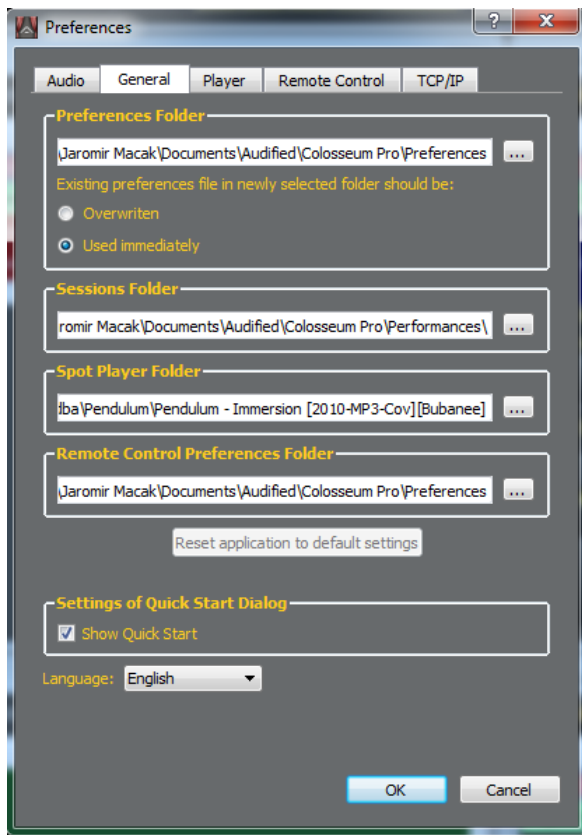 Preferences
Audio General Player Remote Control TCP/IP
Preferences Folder
\Jaromir Macak\Documents\Audified\Colosseum Pro\Preferences ...
Existing preferences file in newly selected folder should be:
Overwriten
Used immediately
Sessions Folder
romir Macak\Documents\Audified\Colosseum Pro\Performances\ ...
Spot Player Folder
dba\Pendulum\Pendulum - Immersion [2010-MP3-Cov][Bubanee] ...
Remote Control Preferences Folder
\Jaromir Macak\Documents\Audified\Colosseum Pro\Preferences ...
Reset application to default settings
Settings of Quick Start Dialog
Show Quick Start
Language: English
OK Cancel